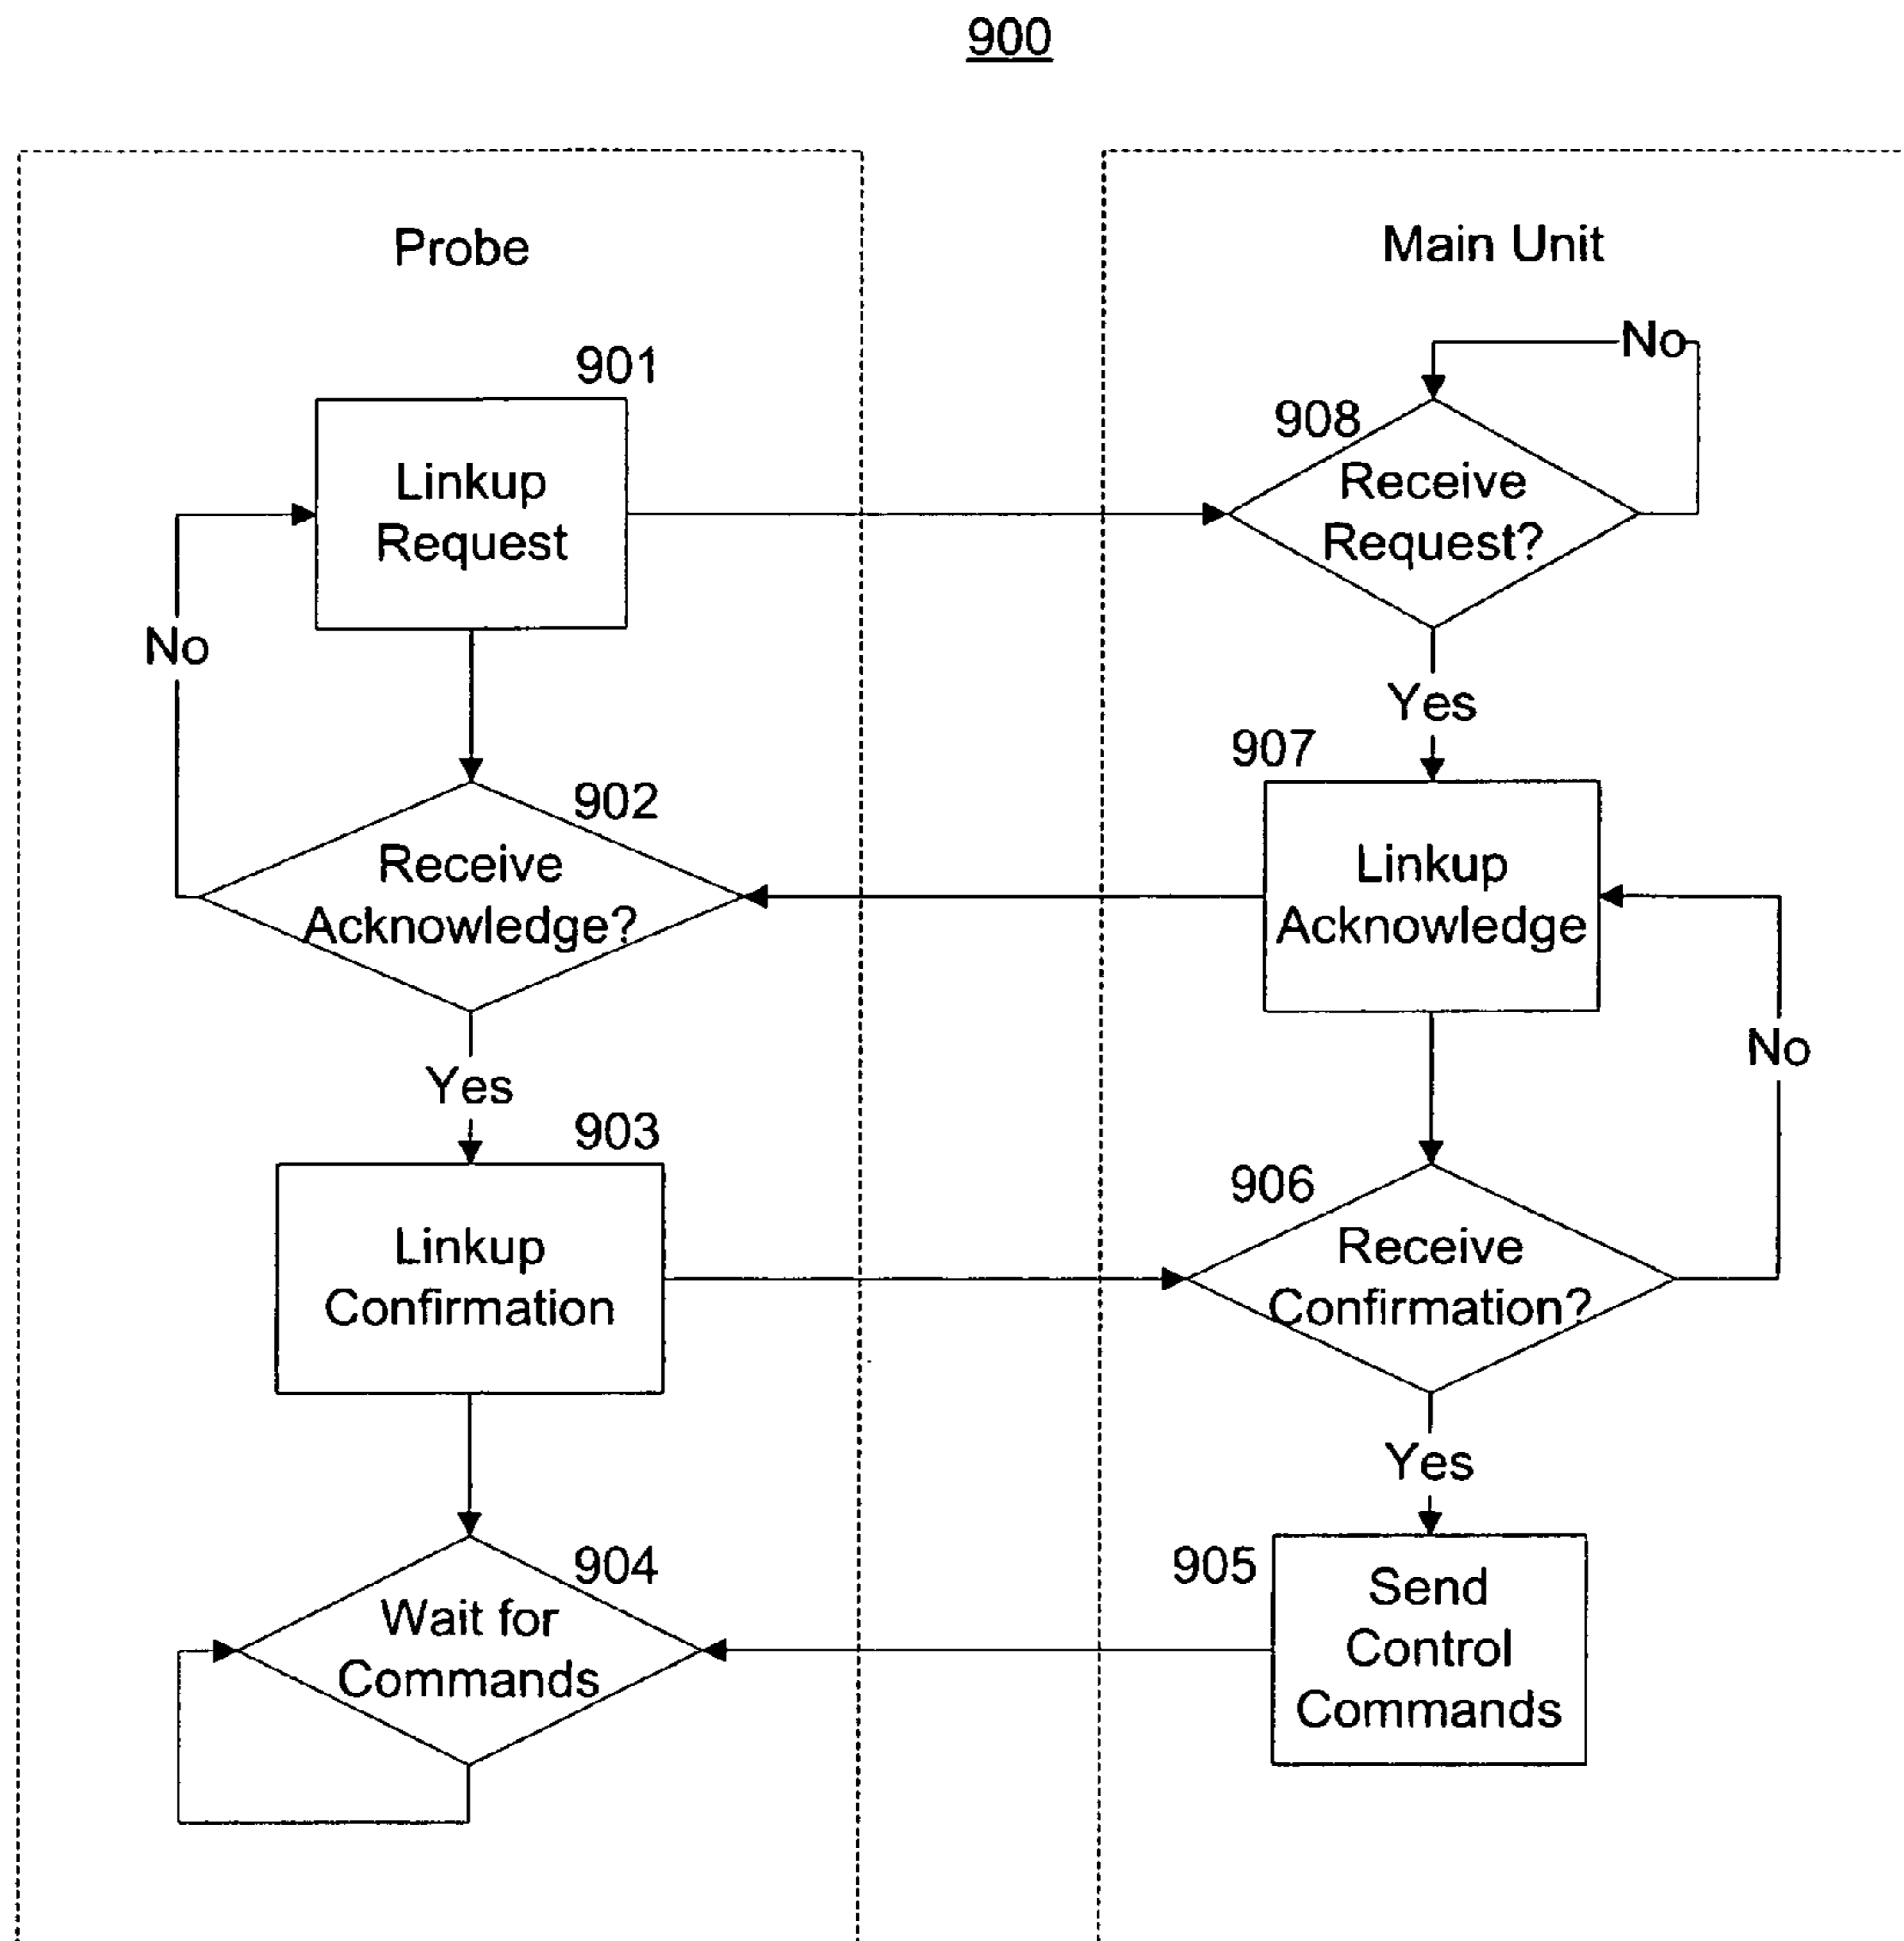 900
Probe
901
Linkup
Request
No
902
Receive
Acknowledge?
Yes
903
Linkup
Confirmation
904
Wait for
Commands
Main Unit
No
908
Receive
Request?
Yes
907
Linkup
Acknowledge
No
906
Receive
Confirmation?
Yes
905
Send
Control
Commands